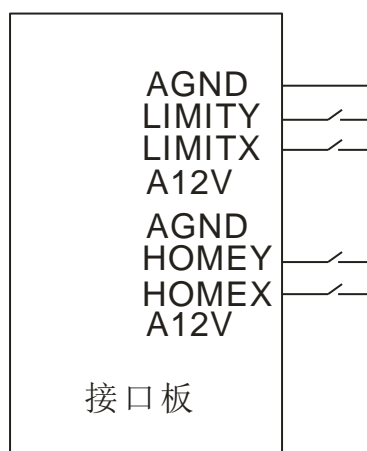 AGND
LIMITY
LIMITX
A12V
AGND
HOMEY
HOMEX
A12V
接口板